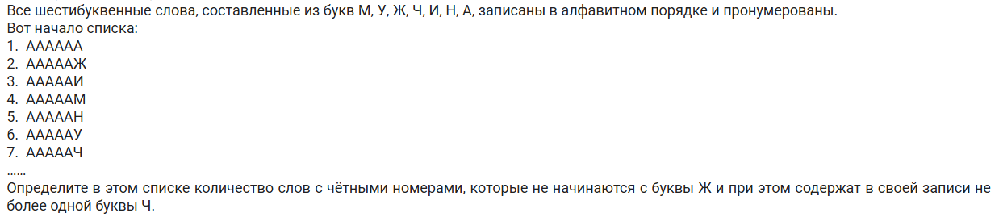 Все шестибуквенные слова, составленные из букв М, У, Ж, Ч, И, Н, А, записаны в алфавитном порядке и пронумерованы.
Вот начало списка:
1. АААААА
2. АААААЖ
3. АААААИ
4. АААААМ
5. АААААН
6. АААААУ
7. АААААЧ
……
Определите в этом списке количество слов с чётными номерами, которые не начинаются с буквы Ж и при этом содержат в своей записи не
более одной буквы Ч.